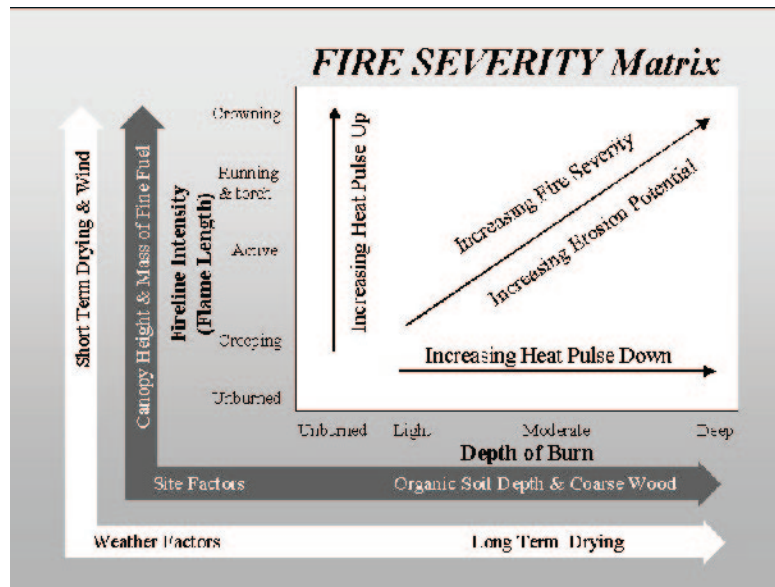 FIRE SEVERITY Matrix
Short Term Drying & Wind
Canopy Height & Mass of Fine Fuel
Fireline Intensity
(Flame Length)
Crowning
Running
& torch
Active
Creeping
Unburned
Increasing Heat Pulse Up
Increasing Fire Severity
Increasing Erosion Potential
Increasing Heat Pulse Down
Unburned Light Moderate Deep
Depth of Burn
Site Factors Organic Soil Depth & Coarse Wood
Weather Factors Long Term Drying